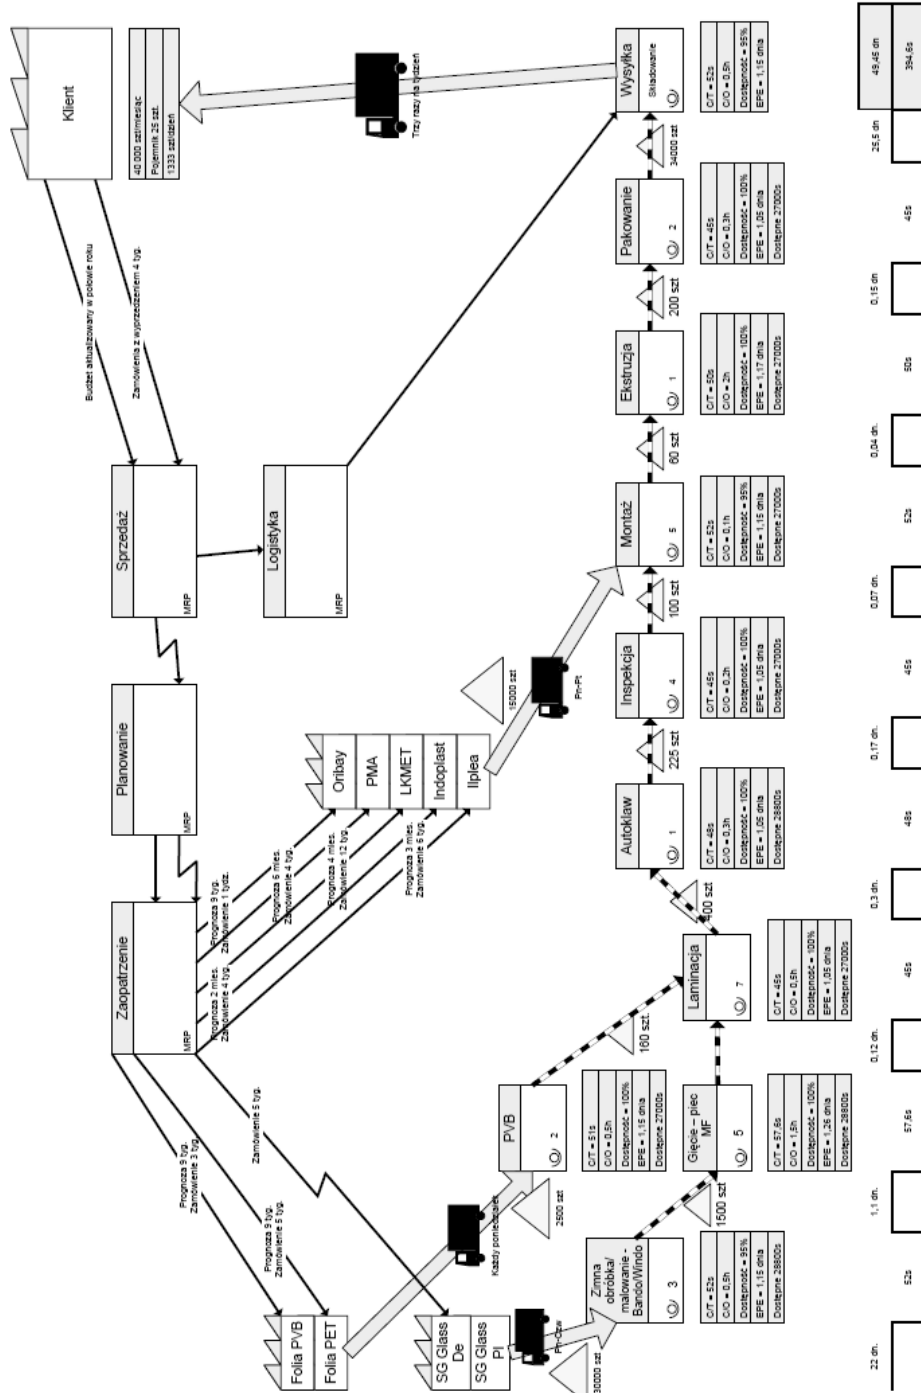 Klient
40 000 szt/miesiąc
Pojemnik 25 szt.
1333 szt/dzień
Budżet aktualizowany w połowie roku
Zamówienia z wyprzedzeniem 4 tyg.
Trzy razy na tydzień
Sprzedaż
MRP
Logistyka
Planowanie
MRP
Zaopatrzenie
MRP
Prognoza 9 tyg.
Zamówienie 3 tyg.
Prognoza 9 tyg.
Zamówienie 5 tyg.
Zamówienie 5 tyg.
Prognoza 9 tyg.
Zamówienie 1 tydz.
Prognoza 6 mies.
Zamówienie 4 tyg.
Prognoza 2 mies.
Zamówienie 4 tyg.
Prognoza 4 mies.
Zamówienie 12 tyg.
Prognoza 3 mies.
Zamówienie 6 tyg.
Folia PVB
Folia PET
SG Glass
De
SG Glass
Pl
Oribay
PMA
LKMET
Indoplast
Ilplea
Każdy poniedziałek
Pn-Czw
Pn-Pt
30000 szt
2500 szt
15000 szt
Zimna
obróbka/
malowanie -
Bando/Windo
3
C/T = 52s
C/O = 0,5h
Dostępność = 95%
EPE = 1,15 dnia
Dostępne 28800s
1500 szt
PVB
2
C/T = 51s
C/O = 0,5h
Dostępność = 100%
EPE = 1,15 dnia
Dostępne 27000s
160 szt.
Gięcie – piec
MF
5
C/T = 57,6s
C/O = 1,5h
Dostępność = 100%
EPE = 1,26 dnia
Dostępne 28800s
Laminacja
7
C/T = 45s
C/O = 0,5h
Dostępność = 100%
EPE = 1,05 dnia
Dostępne 27000s
400 szt
Autoklaw
1
C/T = 48s
C/O = 0,3h
Dostępność = 100%
EPE = 1,05 dnia
Dostępne 28800s
225 szt
Inspekcja
4
C/T = 45s
C/O = 0,2h
Dostępność = 100%
EPE = 1,05 dnia
Dostępne 27000s
100 szt
Montaż
5
C/T = 52s
C/O = 0,1h
Dostępność = 95%
EPE = 1,15 dnia
Dostępne 27000s
60 szt
Ekstruzja
1
C/T = 50s
C/O = 2h
Dostępność = 100%
EPE = 1,17 dnia
Dostępne 27000s
200 szt
Pakowanie
2
C/T = 45s
C/O = 0,3h
Dostępność = 100%
EPE = 1,05 dnia
Dostępne 27000s
34000 szt
Wysyłka
Składowanie
C/T = 52s
C/O = 0,5h
Dostępność = 95%
EPE = 1,15 dnia
22 dn.
52s
1,1 dn.
57,6s
0,12 dn.
45s
0,3 dn.
48s
0,17 dn.
45s
0,07 dn.
52s
0,04 dn.
50s
0,15 dn
45s
25,5 dn
49,45 dn
394,6s